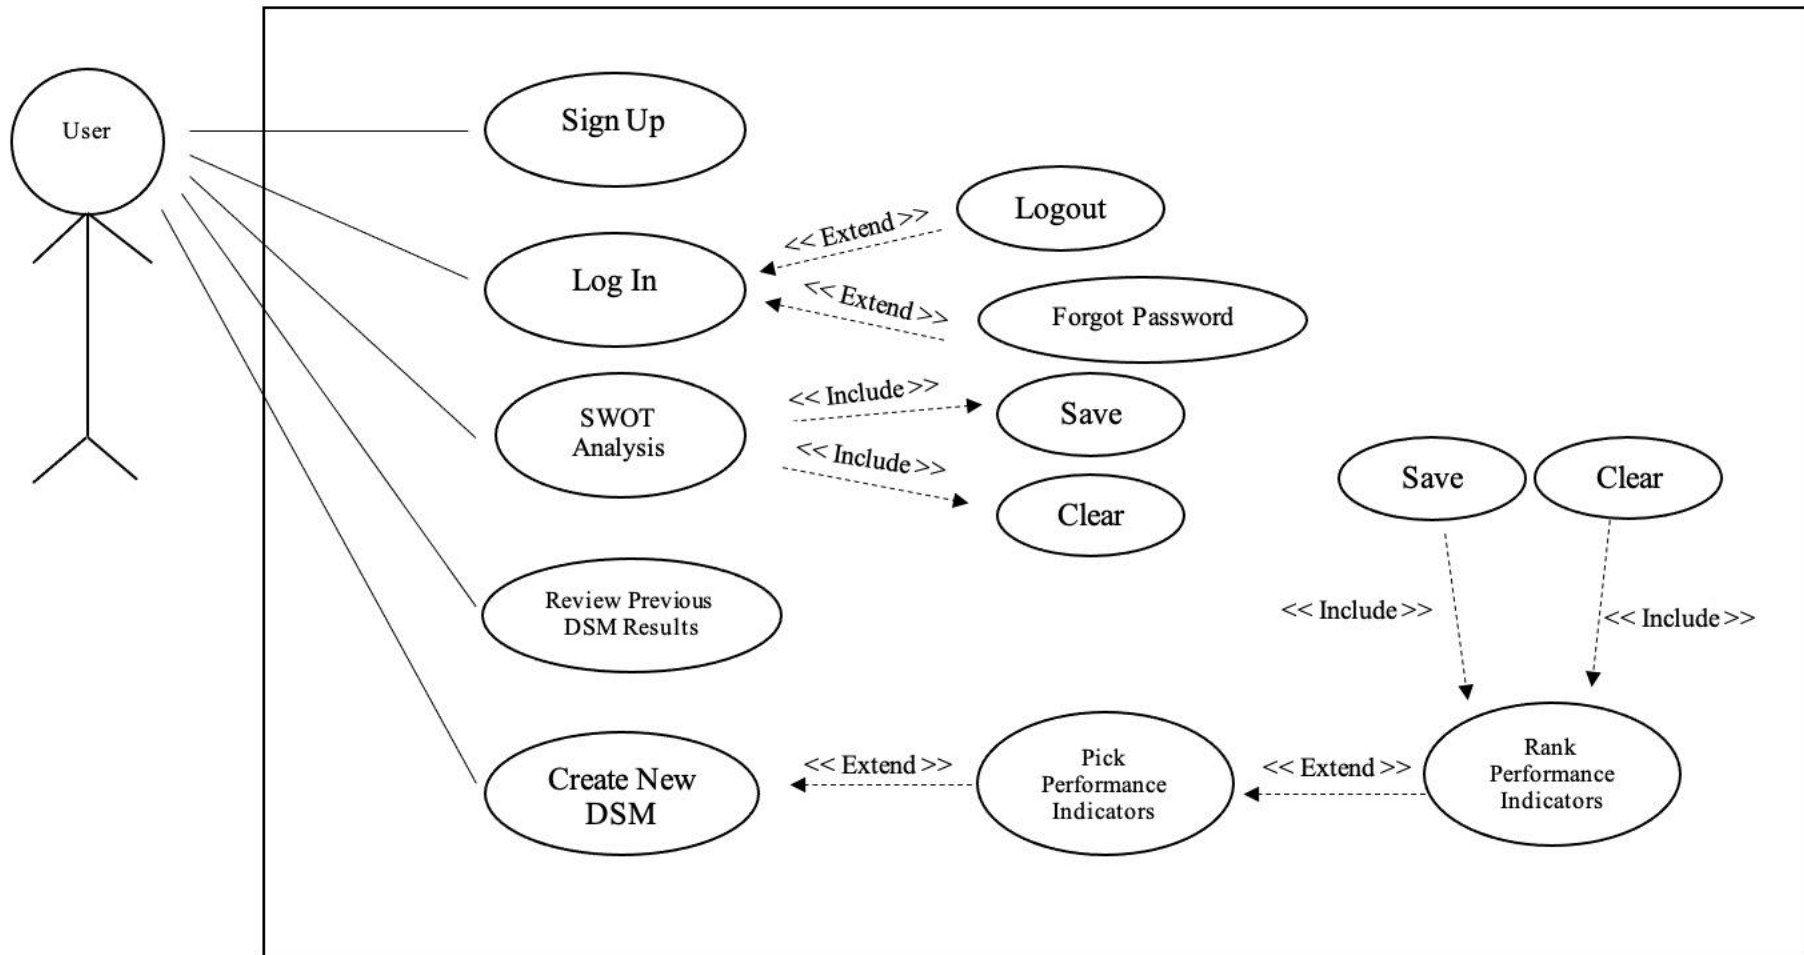 User
Sign Up
Logout
<< Extend >>
Log In
<< Extend >>
Forgot Password
SWOT
Analysis
<< Include >>
Save
<< Include >>
Clear
Save
Clear
Review Previous
DSM Results
<< Include >>
<< Include >>
Create New
DSM
<< Extend >>
Pick
Performance
Indicators
<< Extend >>
Rank
Performance
Indicators